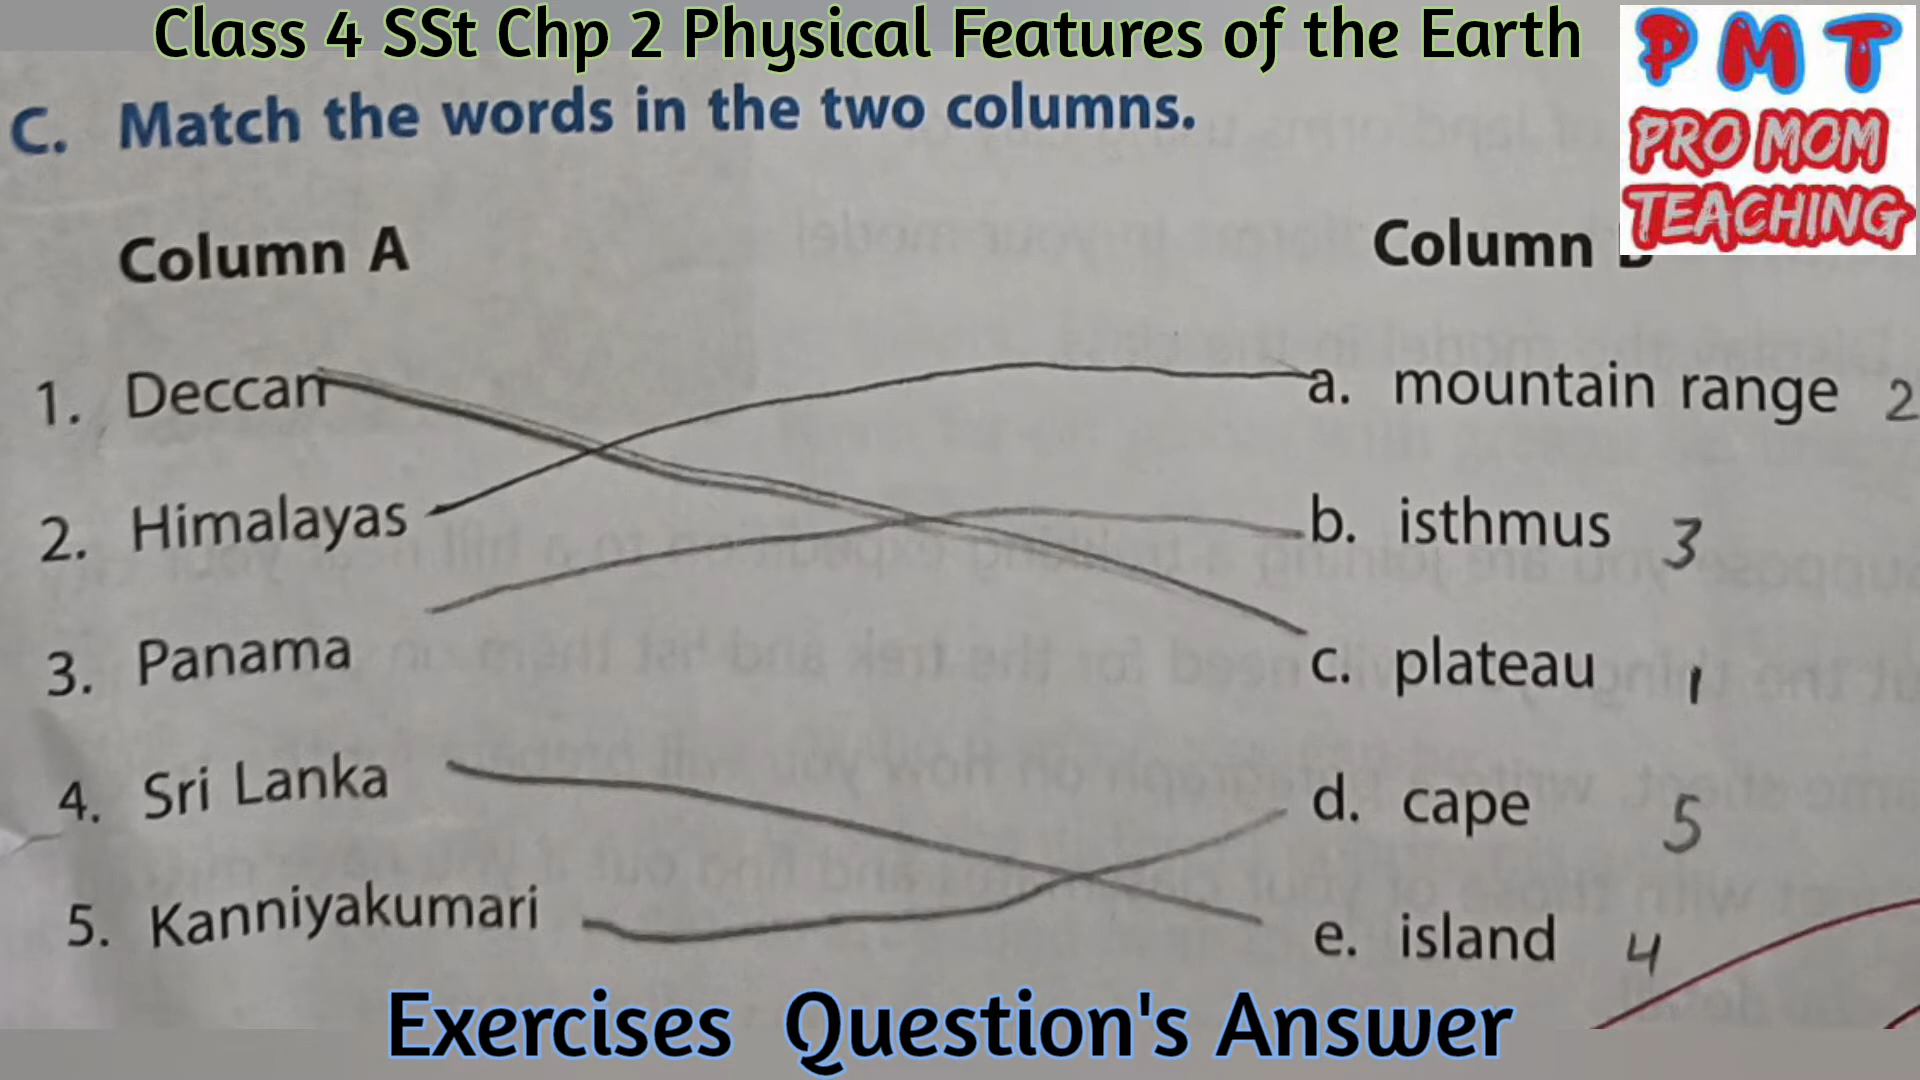 Class 4 SSt Chp 2 Physical Features of the Earth
PMT
PRO MOM
TEACHING
C. Match the words in the two columns.
Column A Column B
1. Deccan a. mountain range 2
2. Himalayas b. isthmus 3
3. Panama c. plateau 1
4. Sri Lanka d. cape 5
5. Kanniyakumari e. island 4
Exercises Question's Answer